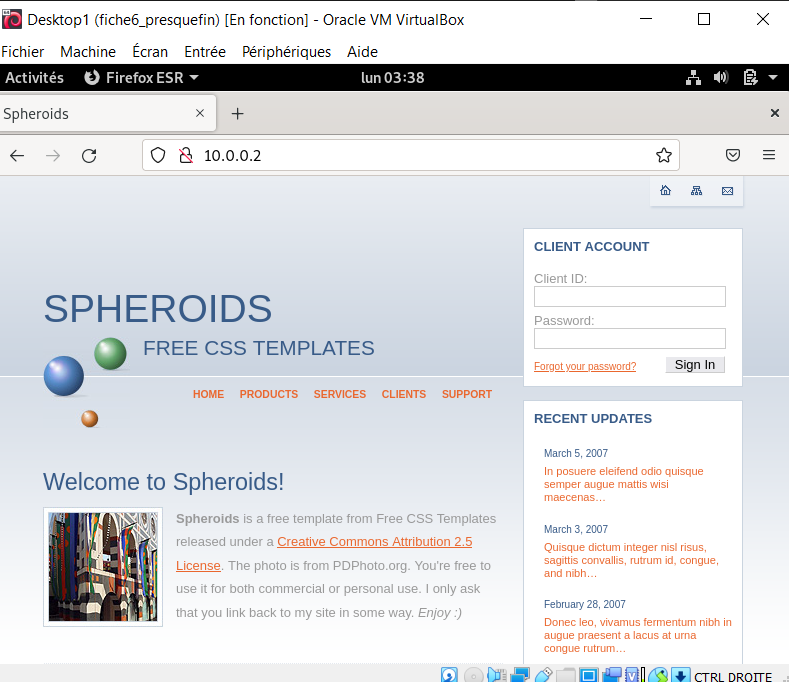 Desktop1 (fiche6_presquefin) [En fonction] - Oracle VM VirtualBox
Fichier Machine Écran Entrée Périphériques Aide
Activités Firefox ESR lun 03:38
Spheroids
10.0.0.2
SPHEROIDS
FREE CSS TEMPLATES
HOME PRODUCTS SERVICES CLIENTS SUPPORT
Welcome to Spheroids!
Spheroids is a free template from Free CSS Templates
released under a Creative Commons Attribution 2.5
License. The photo is from PDPhoto.org. You're free to
use it for both commercial or personal use. I only ask
that you link back to my site in some way. Enjoy :)
CLIENT ACCOUNT
Client ID:
Password:
Forgot your password? Sign In
RECENT UPDATES
March 5, 2007
In posuere eleifend odio quisque
semper augue mattis wisi
maecenas…
March 3, 2007
Quisque dictum integer nisl risus,
sagittis convallis, rutrum id, congue,
and nibh…
February 28, 2007
Donec leo, vivamus fermentum nibh in
augue praesent a lacus at urna
congue rutrum…
CTRL DROITE